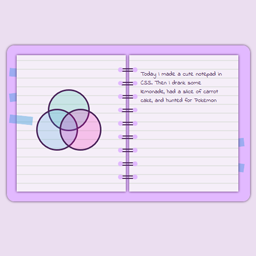 Today I made a cute notepad in
CSS. Then I drank some
lemonade, had a slice of carrot
cake, and hunted for Pokemon